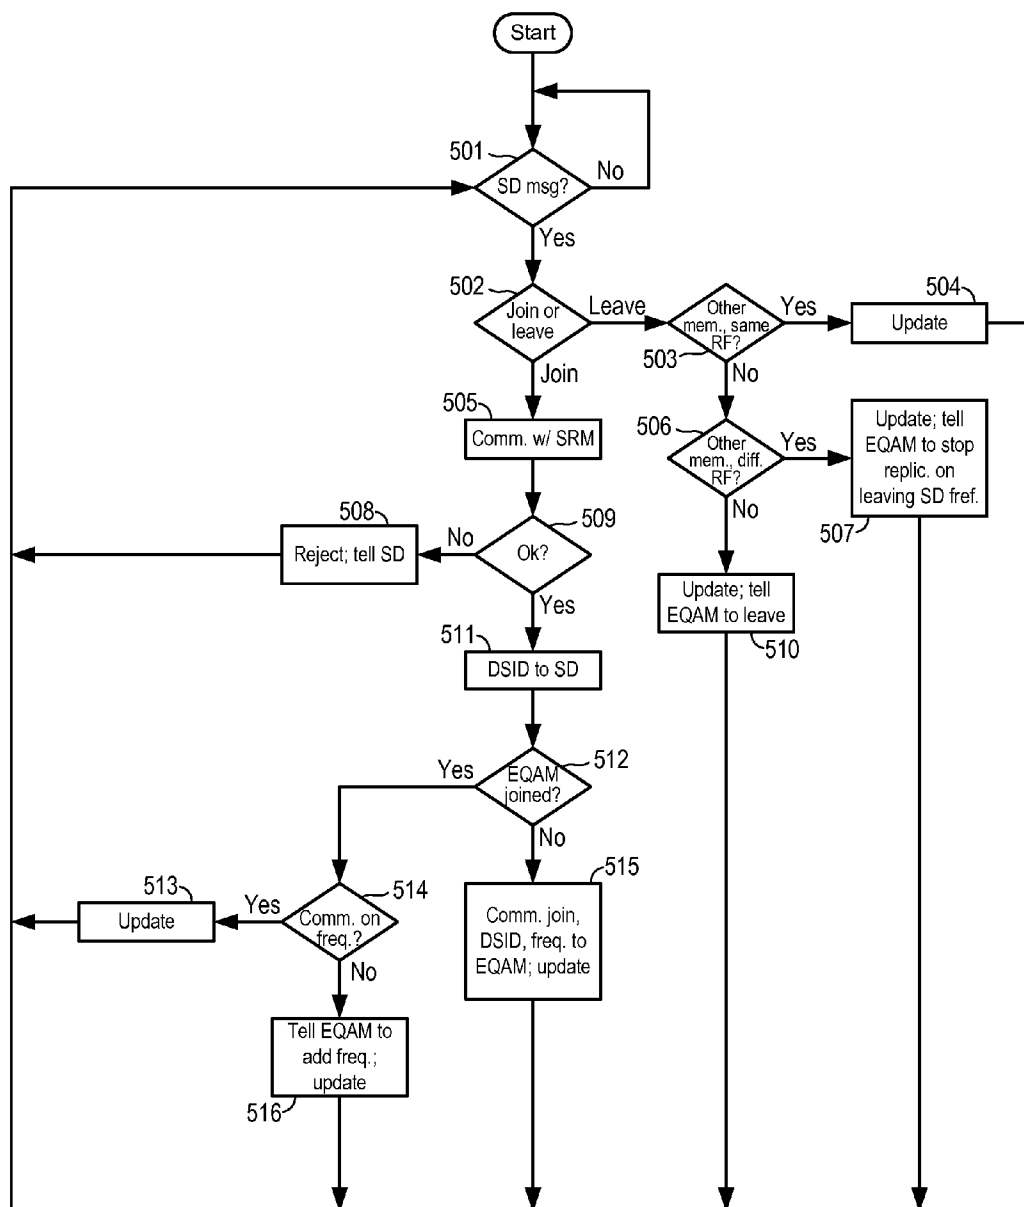 Start
501
SD msg?
No
Yes
502
Join or
leave
Leave
Join
Other
mem., same
RF?
503
Yes
No
504
Update
505
Comm. w/ SRM
506
Other
mem., diff.
RF?
Yes
No
Update; tell
EQAM to stop
replic. on
leaving SD fref.
507
508
Reject; tell SD
No
509
Ok?
Yes
Update; tell
EQAM to leave
510
511
DSID to SD
512
EQAM
joined?
Yes
No
513
Update
Yes
514
Comm. on
freq.?
No
515
Comm. join,
DSID, freq. to
EQAM; update
Tell EQAM to
add freq.;
update
516